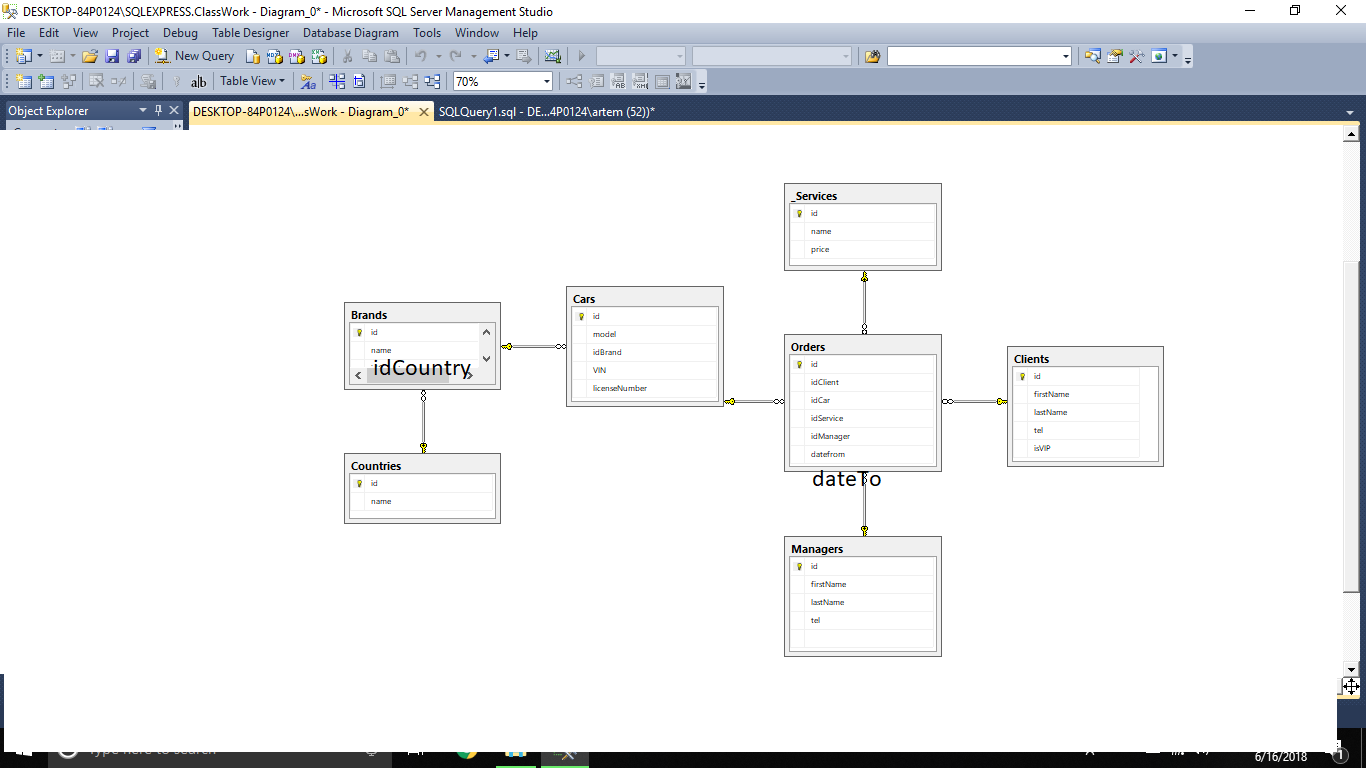 DESKTOP-84P0124\SQLEXPRESS.ClassWork - Diagram_0* - Microsoft SQL Server Management Studio
File Edit View Project Debug Table Designer Database Diagram Tools Window Help
New Query
ab Table View 70%
Object Explorer
DESKTOP-84P0124\...sWork - Diagram_0*
SQLQuery1.sql - DE...4P0124\artem (52))*
_Services
id
name
price
Brands
id
name
idCountry
Cars
id
model
idBrand
VIN
licenseNumber
Orders
id
idClient
idCar
idService
idManager
datefrom
dateTo
Clients
id
firstName
lastName
tel
isVIP
Countries
id
name
Managers
id
firstName
lastName
tel
Type here to search
6/16/2018
1